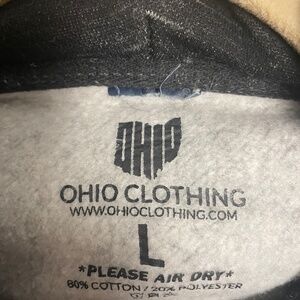 OHIO
OHIO CLOTHING
WWW.OHIOCLOTHING.COM
L
*PLEASE AIR DRY*
80% COTTON / 20% POLYESTER